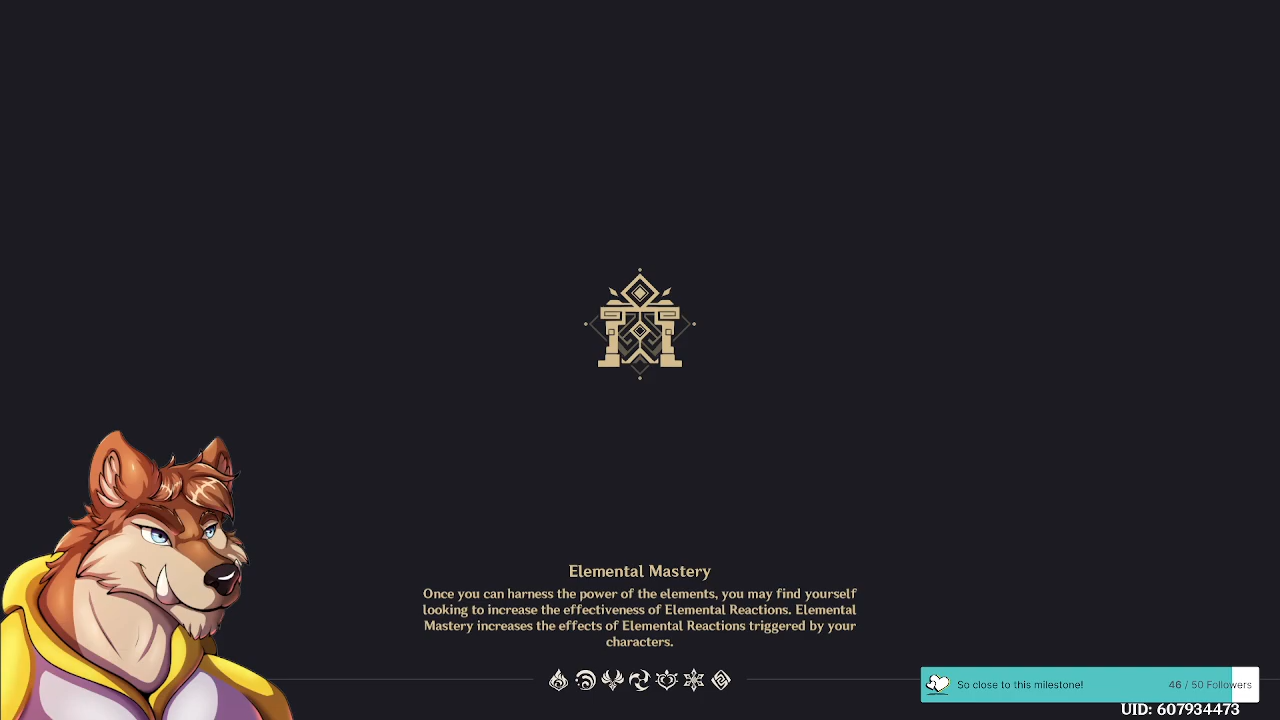 Elemental Mastery
Once you can harness the power of the elements, you may find yourself
looking to increase the effectiveness of Elemental Reactions. Elemental
Mastery increases the effects of Elemental Reactions triggered by your
characters.
So close to this milestone! 46 / 50 Followers
UID: 607934473